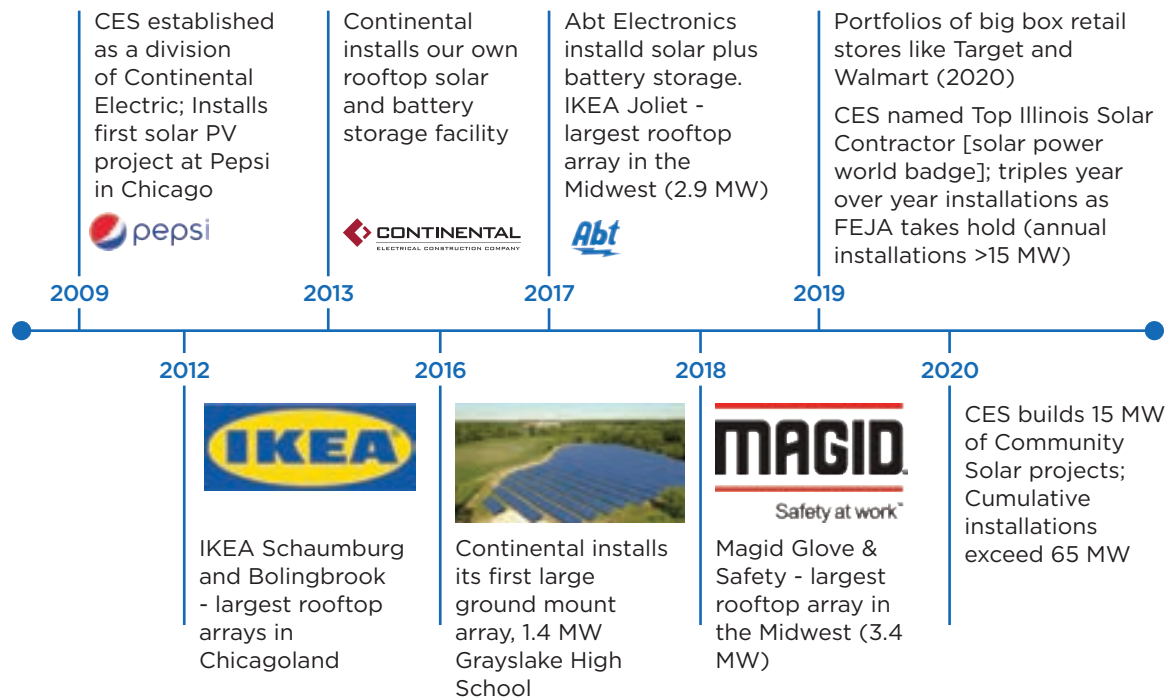 CES established
as a division
of Continental
Electric; Installs
first solar PV
project at Pepsi
in Chicago
pepsi
2009
Continental
installs our own
rooftop solar
and battery
storage facility
CONTINENTAL
ELECTRICAL CONSTRUCTION COMPANY
2013
Abt Electronics
installd solar plus
battery storage.
IKEA Joliet -
largest rooftop
array in the
Midwest (2.9 MW)
Abt
2017
Portfolios of big box retail
stores like Target and
Walmart (2020)
CES named Top Illinois Solar
Contractor [solar power
world badge]; triples year
over year installations as
FEJA takes hold (annual
installations >15 MW)
2019
2012
IKEA
IKEA Schaumburg
and Bolingbrook
- largest rooftop
arrays in
Chicagoland
2016
Continental installs
its first large
ground mount
array, 1.4 MW
Grayslake High
School
2018
MAGID
Safety at work™
Magid Glove &
Safety - largest
rooftop array in
the Midwest (3.4
MW)
2020
CES builds 15 MW
of Community
Solar projects;
Cumulative
installations
exceed 65 MW